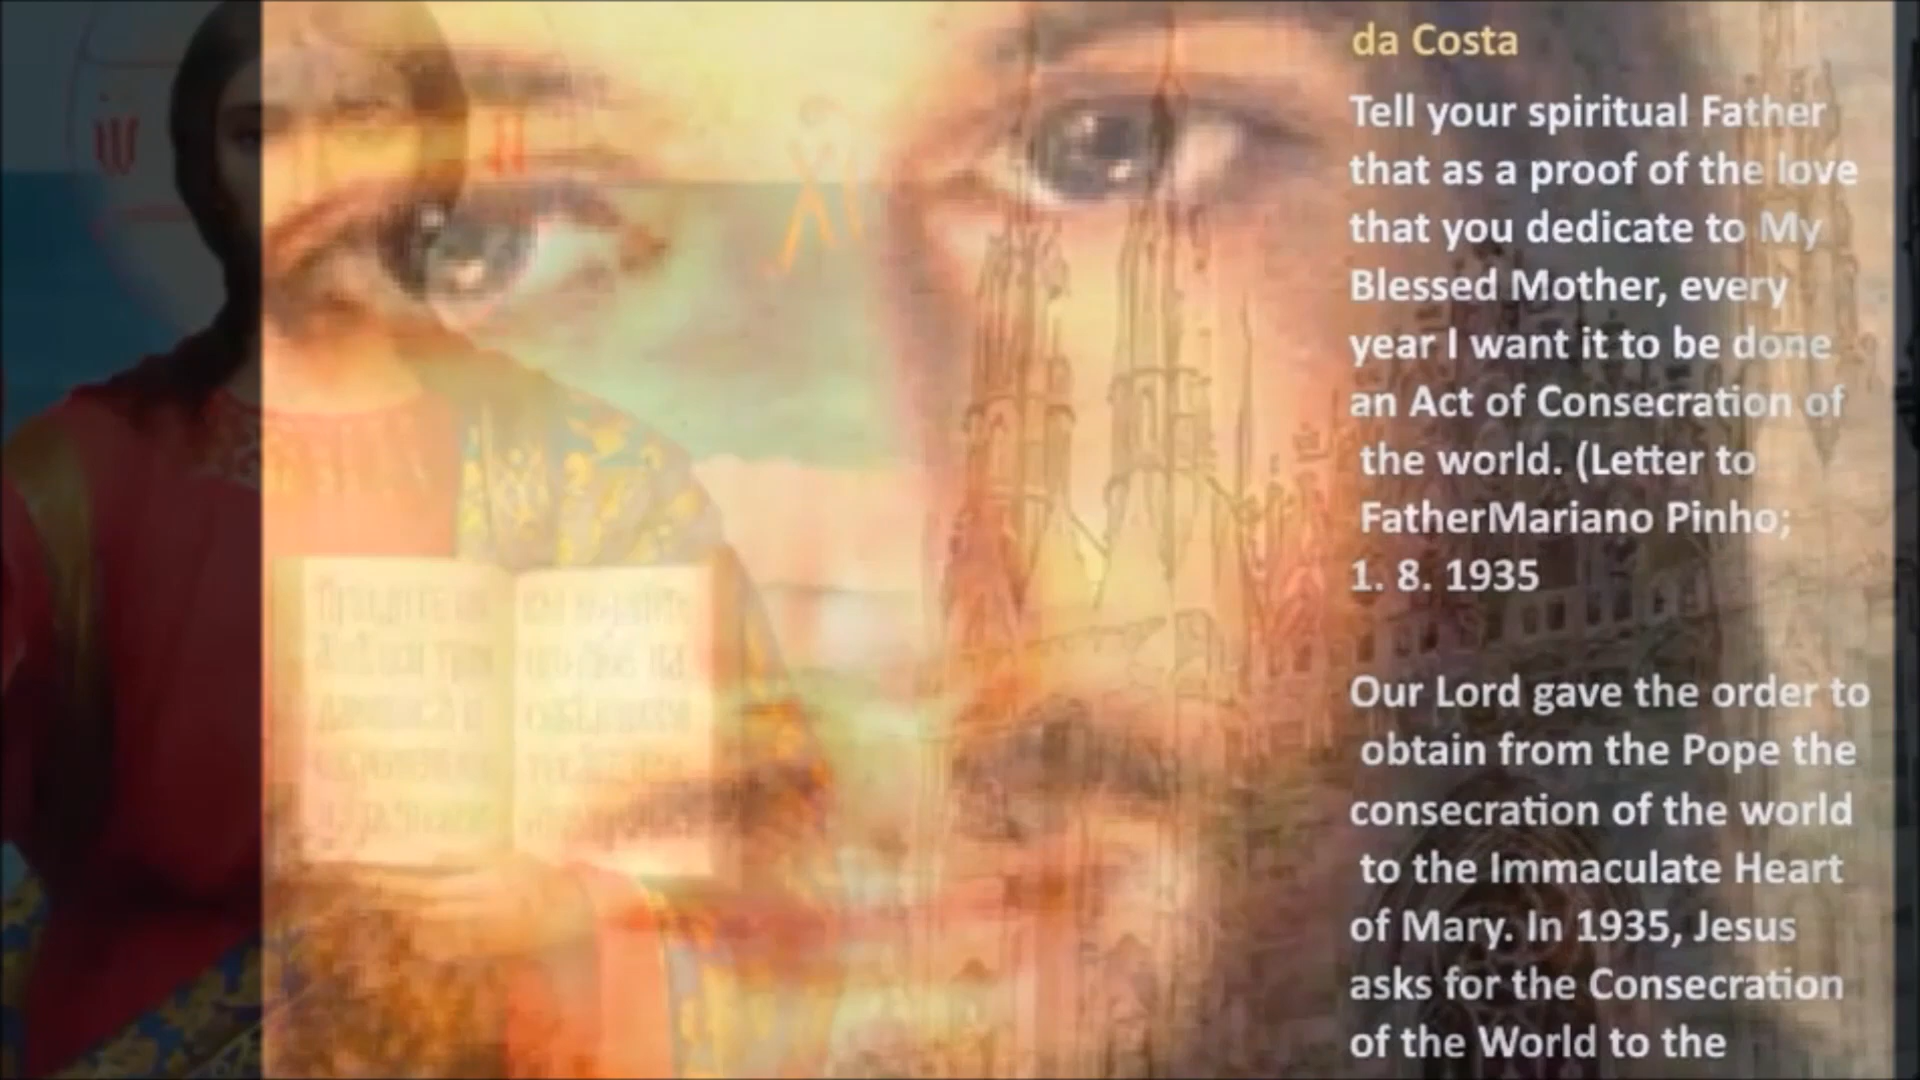 da Costa
Tell your spiritual Father
that as a proof of the love
that you dedicate to My
Blessed Mother, every
year I want it to be done
an Act of Consecration of
the world. (Letter to
FatherMariano Pinho;
1. 8. 1935
Our Lord gave the order to
obtain from the Pope the
consecration of the world
to the Immaculate Heart
of Mary. In 1935, Jesus
asks for the Consecration
of the World to the